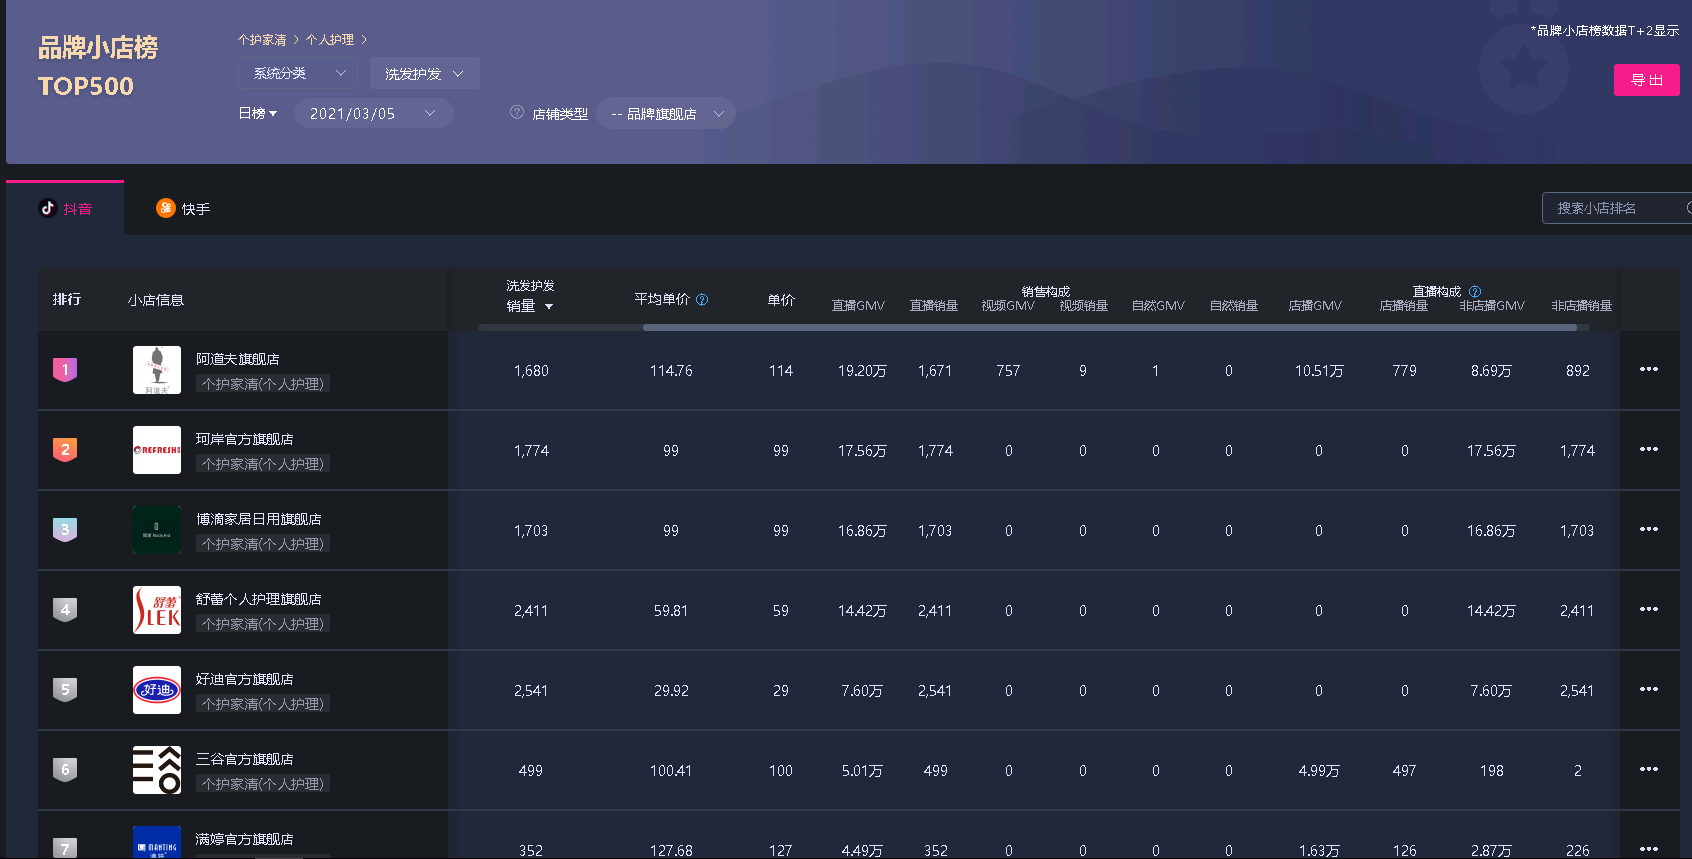 品牌小店榜
TOP500
个护家清 > 个人护理 >
系统分类 洗发护发
日榜 2021/03/05 店铺类型 -- 品牌旗舰店
*品牌小店榜数据T+2显示
导出
抖音 快手 搜索小店排名
排行 小店信息 洗发护发 销量 平均单价 单价 销售构成 直播构成
直播GMV 直播销量 视频GMV 视频销量 自然GMV 自然销量 店播GMV 店播销量 非店播GMV 非店播销量
1 阿道夫旗舰店 1,680 114.76 114 19.20万 1,671 757 9 1 0 10.51万 779 8.69万 892 •••
阿道夫
个护家清(个人护理)
2 珂岸官方旗舰店 1,774 99 99 17.56万 1,774 0 0 0 0 0 0 17.56万 1,774 •••
REFRESH
个护家清(个人护理)
3 博滴家居日用旗舰店 1,703 99 99 16.86万 1,703 0 0 0 0 0 0 16.86万 1,703 •••
个护家清(个人护理)
4 舒蕾个人护理旗舰店 2,411 59.81 59 14.42万 2,411 0 0 0 0 0 0 14.42万 2,411 •••
舒蕾
SLEK
个护家清(个人护理)
5 好迪官方旗舰店 2,541 29.92 29 7.60万 2,541 0 0 0 0 0 0 7.60万 2,541 •••
好迪
个护家清(个人护理)
6 三谷官方旗舰店 499 100.41 100 5.01万 499 0 0 0 0 4.99万 497 198 2 •••
三谷
个护家清(个人护理)
7 满婷官方旗舰店 352 127.68 127 4.49万 352 0 0 0 0 1.63万 126 2.87万 226 •••
MANTING